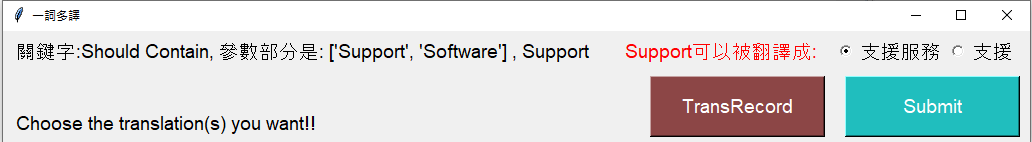 一詞多譯
關鍵字:Should Contain, 參數部分是: ['Support', 'Software'] , Support Support可以被翻譯成: 支援服務 支援
TransRecord Submit
Choose the translation(s) you want!!